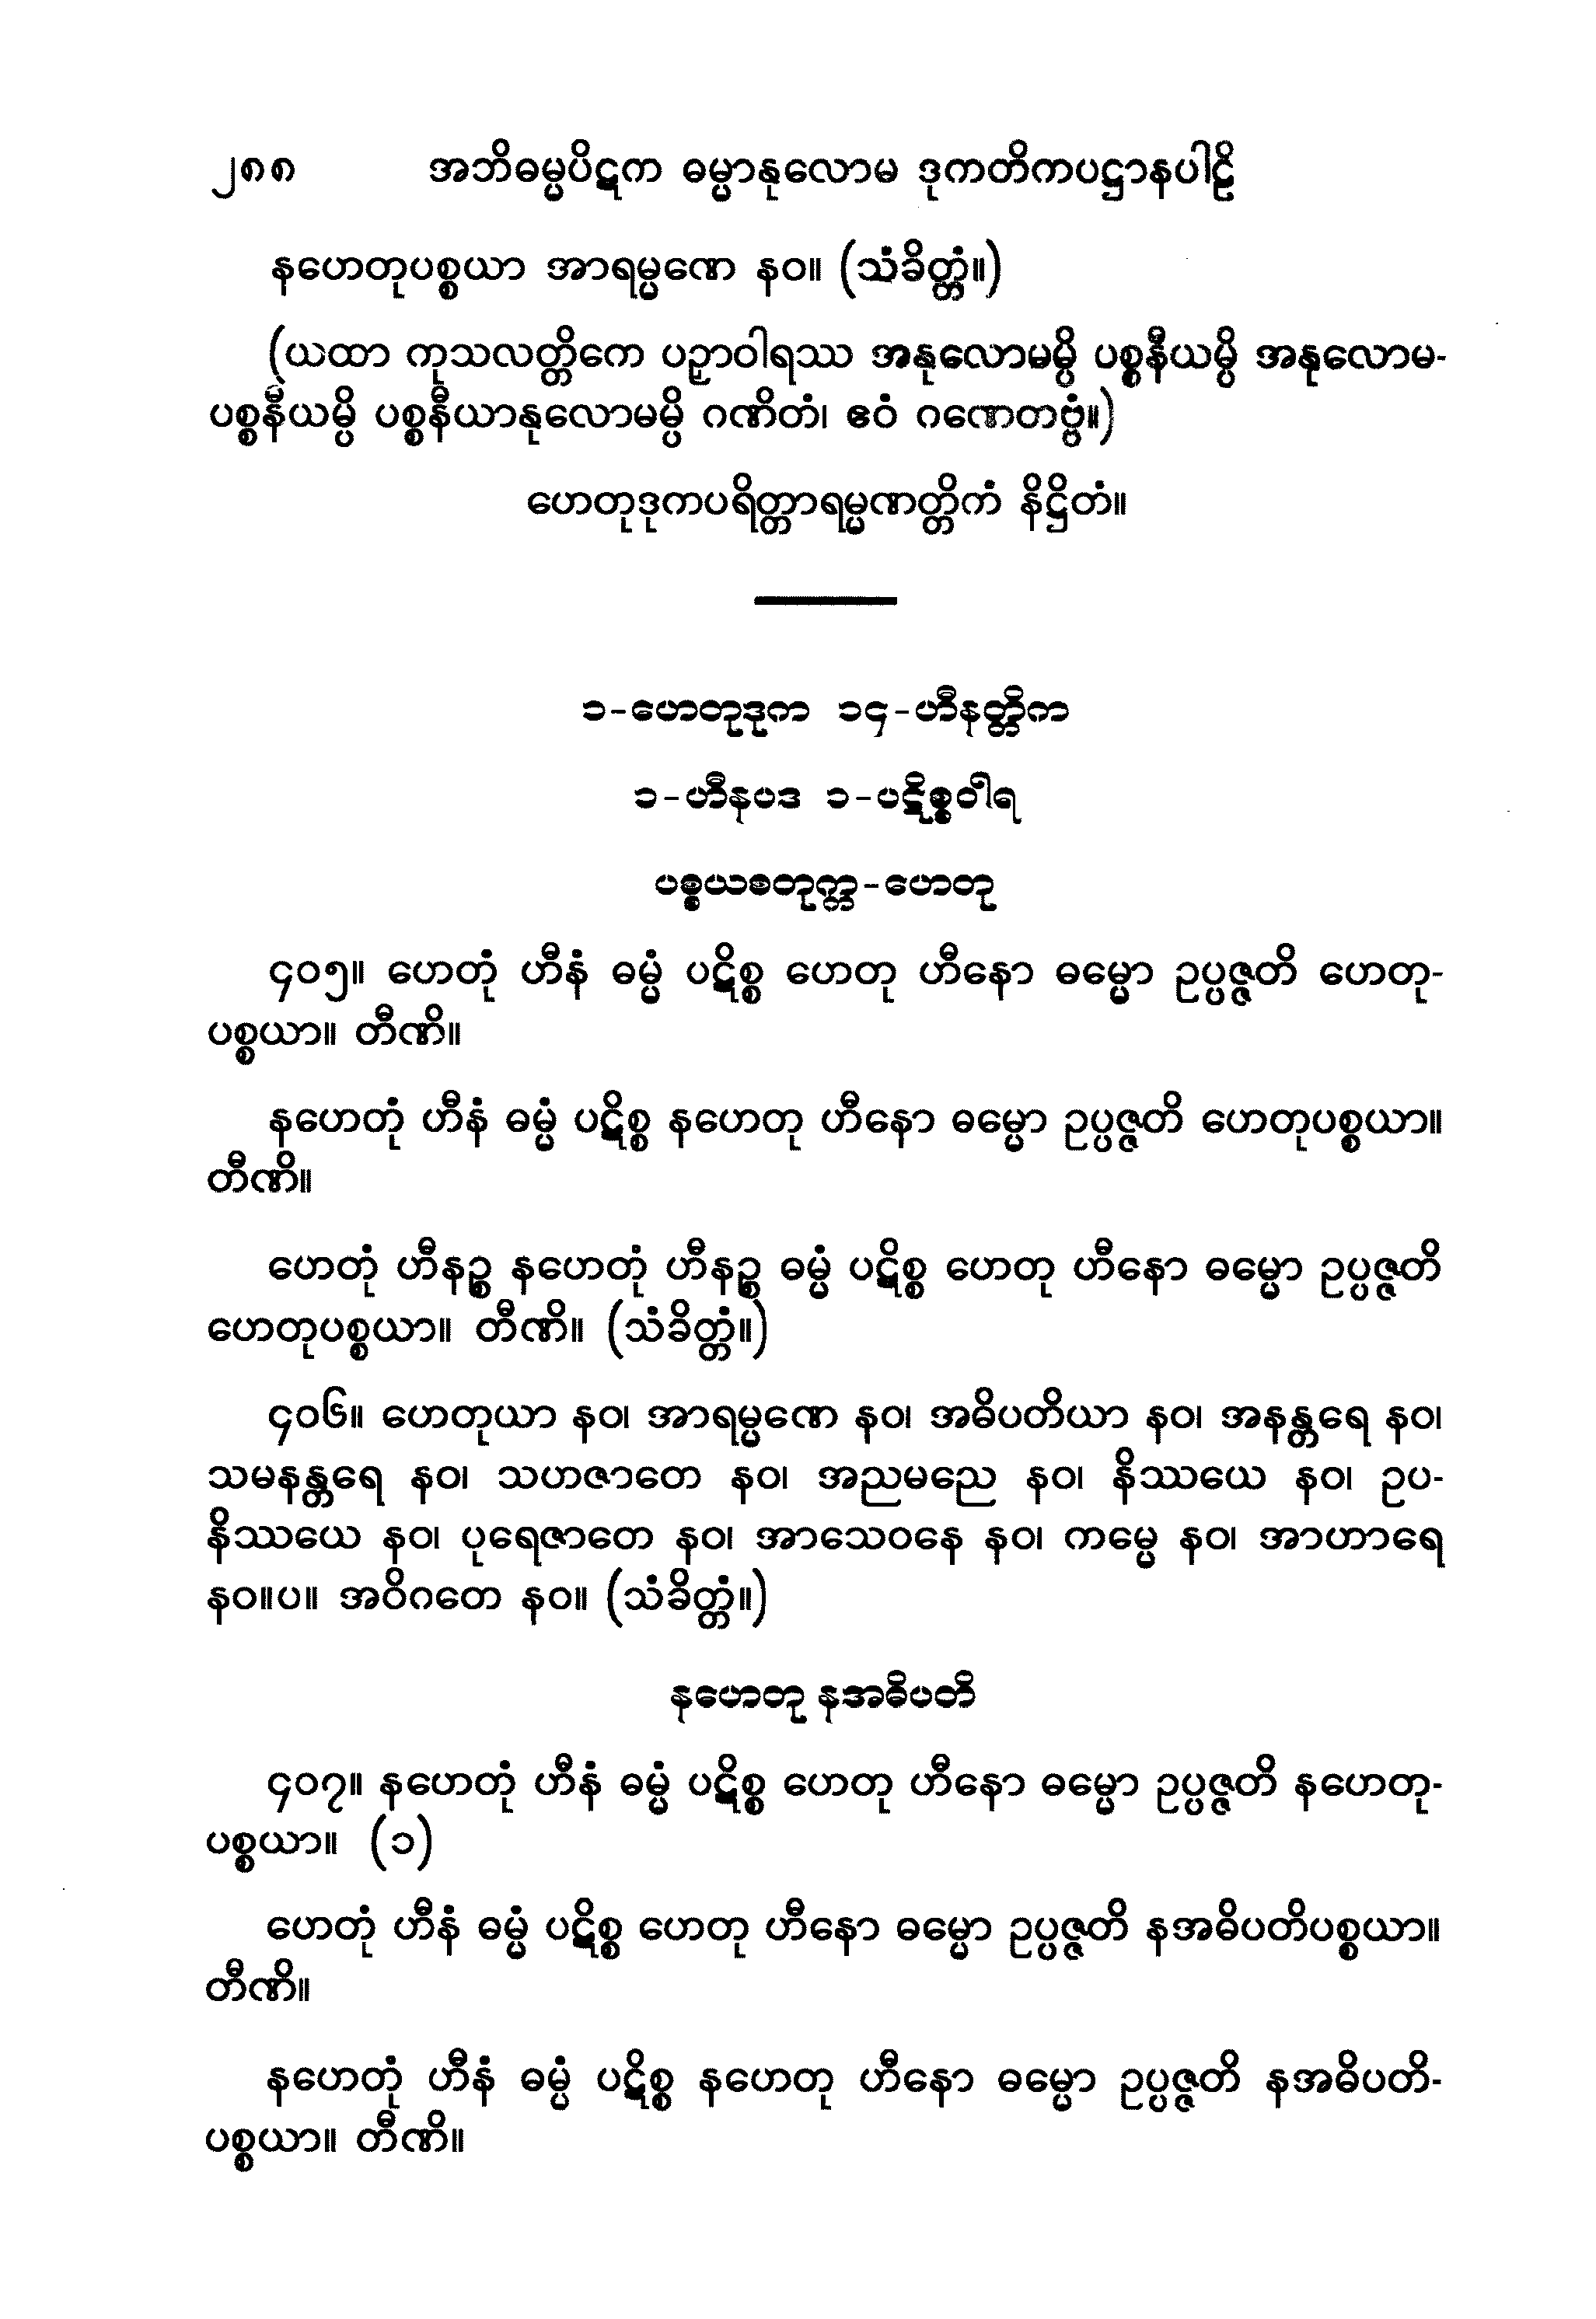 ၂၈၈ အဘိဓမ္မပိဋက ဓမ္မာနုလောမ ဒုကတိကပဋ္ဌာနပါဠိ
နဟေတုပစ္စယာ အာရမ္မဏေ နဝ။ (သံခိတ္တံ။)
(ယထာ ကုသလတ္တိကေ ပဉှာဝါရဿ အနုလောမမ္ပိ ပစ္စနီယမ္ပိ အနုလောမ-
ပစ္စနီယမ္ပိ ပစ္စနီယာနုလောမမ္ပိ ဂဏိတံ၊ ဧဝံ ဂဏေတဗ္ဗံ။)
ဟေတုဒုကပရိတ္တာရမ္မဏတ္တိကံ နိဋ္ဌိတံ။
၁-ဟေတုဒုက ၁၄-ဟီနတ္တိက
၁-ဟီနပဒ ၁-ပဋိစ္စဝါရ
ပစ္စယစတုက္က-ဟေတု
၄၀၅။ ဟေတုံ ဟီနံ ဓမ္မံ ပဋိစ္စ ဟေတု ဟီနော ဓမ္မော ဥပ္ပဇ္ဇတိ ဟေတု-
ပစ္စယာ။ တီဏိ။
နဟေတုံ ဟီနံ ဓမ္မံ ပဋိစ္စ နဟေတု ဟီနော ဓမ္မော ဥပ္ပဇ္ဇတိ ဟေတုပစ္စယာ။
တီဏိ။
ဟေတုံ ဟီနဉ္စ နဟေတုံ ဟီနဉ္စ ဓမ္မံ ပဋိစ္စ ဟေတု ဟီနော ဓမ္မော ဥပ္ပဇ္ဇတိ
ဟေတုပစ္စယာ။ တီဏိ။ (သံခိတ္တံ။)
၄၀၆။ ဟေတုယာ နဝ၊ အာရမ္မဏေ နဝ၊ အဓိပတိယာ နဝ၊ အနန္တရေ နဝ၊
သမနန္တရေ နဝ၊ သဟဇာတေ နဝ၊ အညမညေ နဝ၊ နိဿယေ နဝ၊ ဥပ-
နိဿယေ နဝ၊ ပုရေဇာတေ နဝ၊ အာသေဝနေ နဝ၊ ကမ္မေ နဝ၊ အာဟာရေ
နဝ။ပ။ အဝိဂတေ နဝ။ (သံခိတ္တံ။)
နဟေတု နအဓိပတိ
၄၀၇။ နဟေတုံ ဟီနံ ဓမ္မံ ပဋိစ္စ ဟေတု ဟီနော ဓမ္မော ဥပ္ပဇ္ဇတိ နဟေတု-
ပစ္စယာ။ (၁)
ဟေတုံ ဟီနံ ဓမ္မံ ပဋိစ္စ ဟေတု ဟီနော ဓမ္မော ဥပ္ပဇ္ဇတိ နအဓိပတိပစ္စယာ။
တီဏိ။
နဟေတုံ ဟီနံ ဓမ္မံ ပဋိစ္စ နဟေတု ဟီနော ဓမ္မော ဥပ္ပဇ္ဇတိ နအဓိပတိ-
ပစ္စယာ။ တီဏိ။